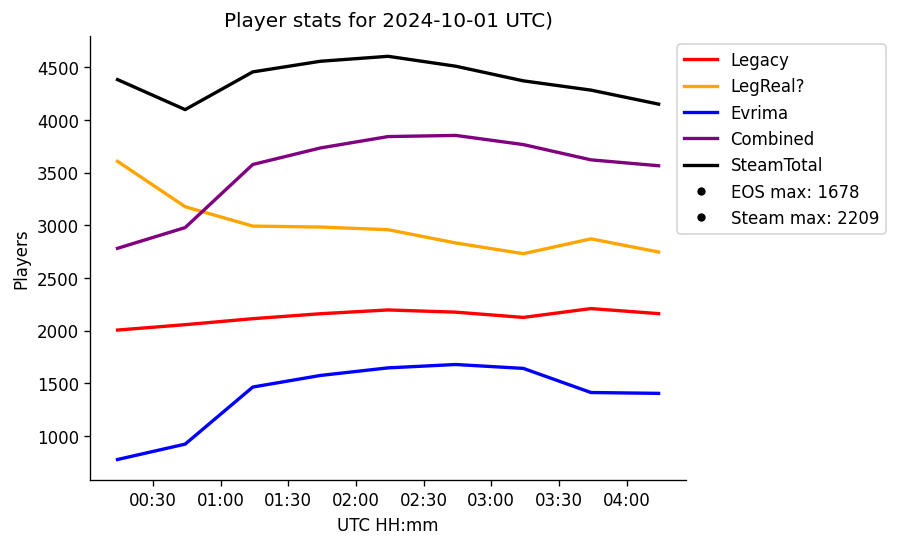 Player stats for 2024-10-01 UTC)
Players
4500
4000
3500
3000
2500
2000
1500
1000
00:30 01:00 01:30 02:00 02:30 03:00 03:30 04:00
UTC HH:mm
Legacy
LegReal?
Evrima
Combined
SteamTotal
EOS max: 1678
Steam max: 2209